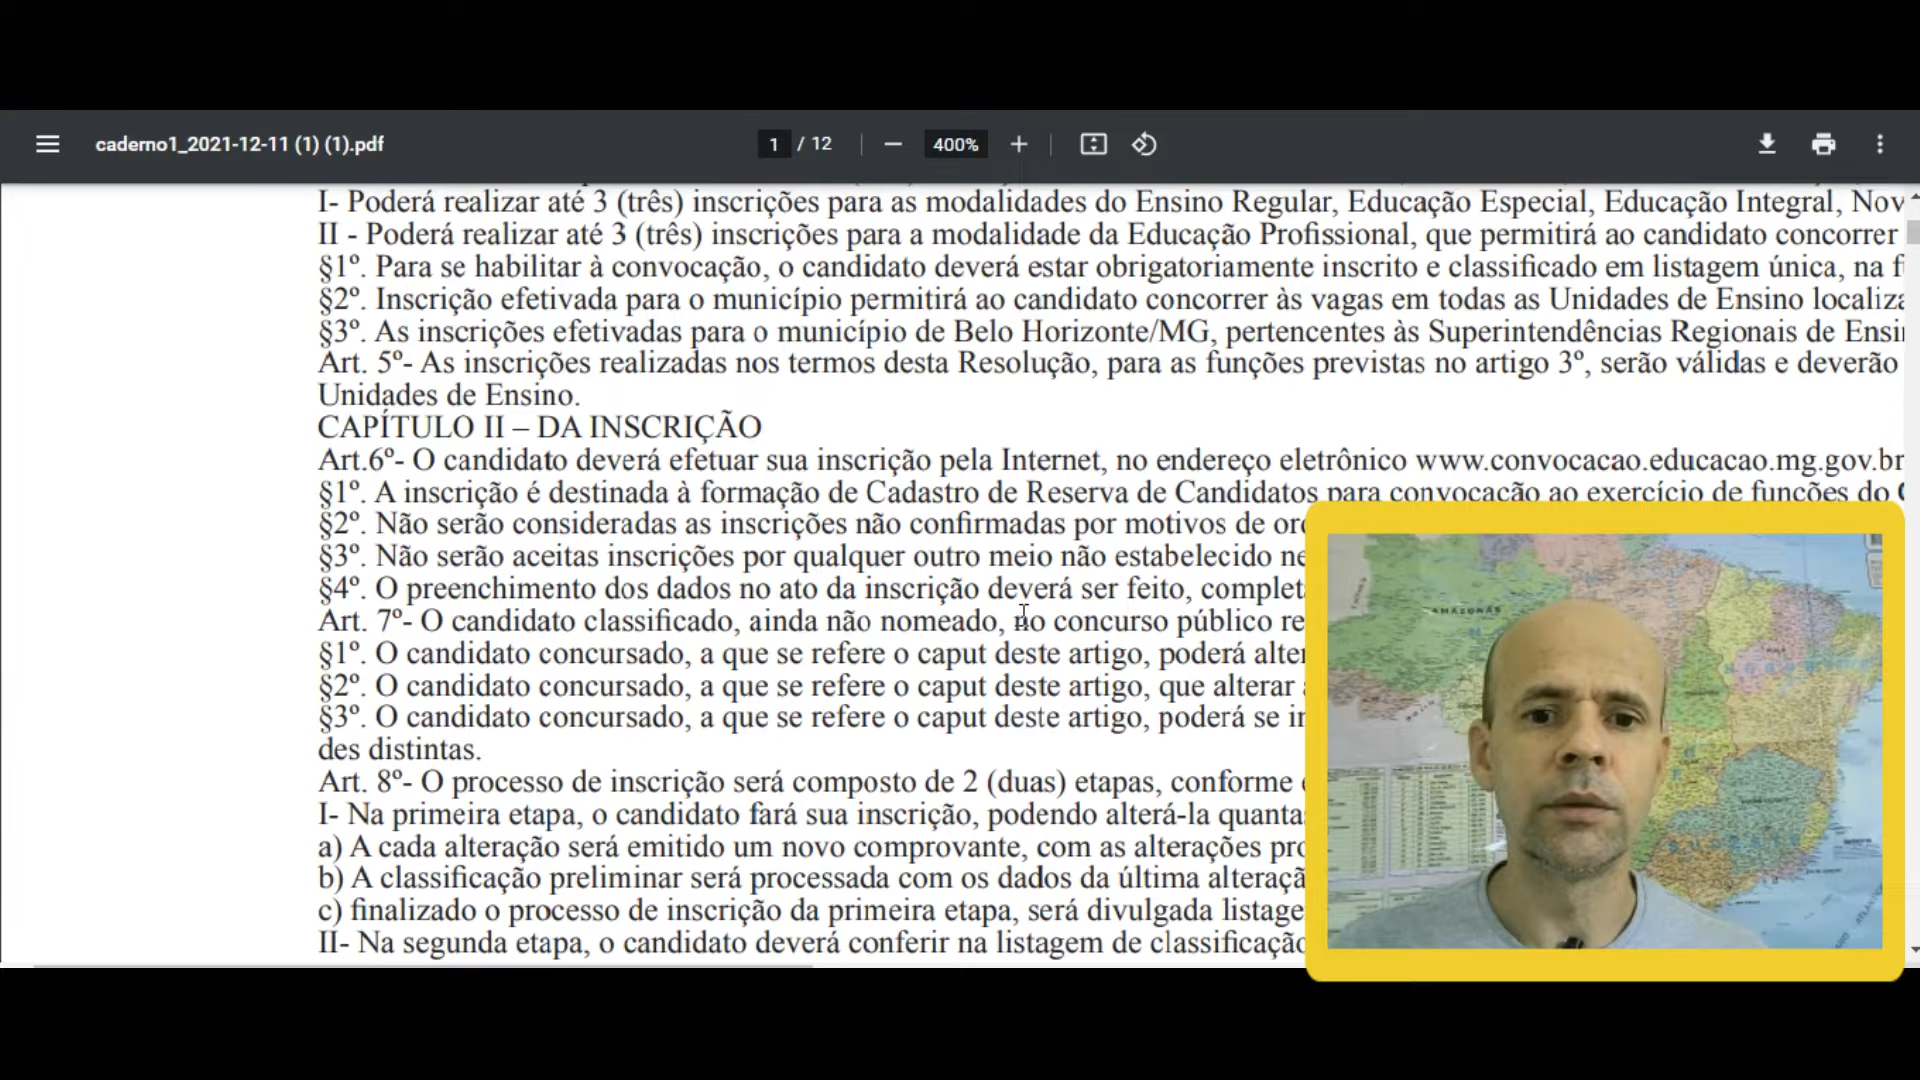 caderno1_2021-12-11 (1) (1).pdf
1 / 12
400%
I- Poderá realizar até 3 (três) inscrições para as modalidades do Ensino Regular, Educação Especial, Educação Integral, Nov
II - Poderá realizar até 3 (três) inscrições para a modalidade da Educação Profissional, que permitirá ao candidato concorrer
§1º. Para se habilitar à convocação, o candidato deverá estar obrigatoriamente inscrito e classificado em listagem única, na f
§2º. Inscrição efetivada para o município permitirá ao candidato concorrer às vagas em todas as Unidades de Ensino localiza
§3º. As inscrições efetivadas para o município de Belo Horizonte/MG, pertencentes às Superintendências Regionais de Ensi
Art. 5º- As inscrições realizadas nos termos desta Resolução, para as funções previstas no artigo 3º, serão válidas e deverão
Unidades de Ensino.
CAPÍTULO II – DA INSCRIÇÃO
Art.6º- O candidato deverá efetuar sua inscrição pela Internet, no endereço eletrônico www.convocacao.educacao.mg.gov.br
§1º. A inscrição é destinada à formação de Cadastro de Reserva de Candidatos para convocação ao exercício de funções do
§2º. Não serão consideradas as inscrições não confirmadas por motivos de or
§3º. Não serão aceitas inscrições por qualquer outro meio não estabelecido ne
§4º. O preenchimento dos dados no ato da inscrição deverá ser feito, complet
Art. 7º- O candidato classificado, ainda não nomeado, no concurso público re
§1º. O candidato concursado, a que se refere o caput deste artigo, poderá alter
§2º. O candidato concursado, a que se refere o caput deste artigo, que alterar
§3º. O candidato concursado, a que se refere o caput deste artigo, poderá se i
des distintas.
Art. 8º- O processo de inscrição será composto de 2 (duas) etapas, conforme
I- Na primeira etapa, o candidato fará sua inscrição, podendo alterá-la quanta
a) A cada alteração será emitido um novo comprovante, com as alterações pro
b) A classificação preliminar será processada com os dados da última alteraçã
c) finalizado o processo de inscrição da primeira etapa, será divulgada listage
II- Na segunda etapa, o candidato deverá conferir na listagem de classificação
AMAZONAS